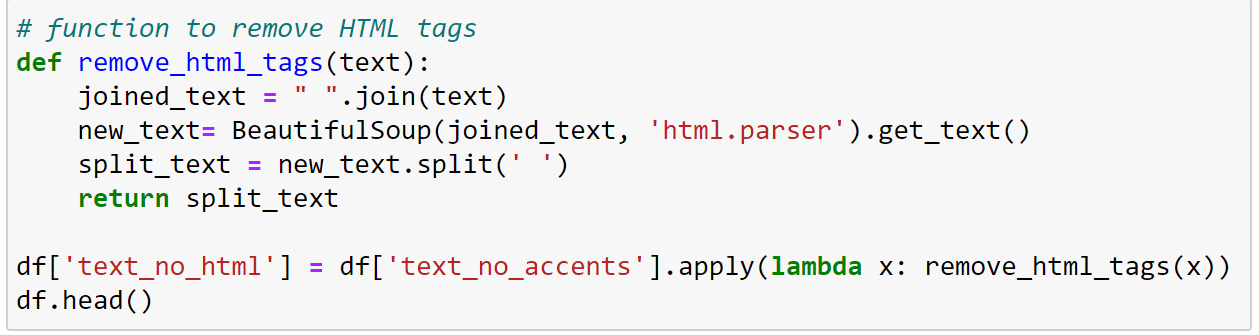 # function to remove HTML tags
def remove_html_tags(text):
    joined_text = " ".join(text)
    new_text= BeautifulSoup(joined_text, 'html.parser').get_text()
    split_text = new_text.split(' ')
    return split_text

df['text_no_html'] = df['text_no_accents'].apply(lambda x: remove_html_tags(x))
df.head()